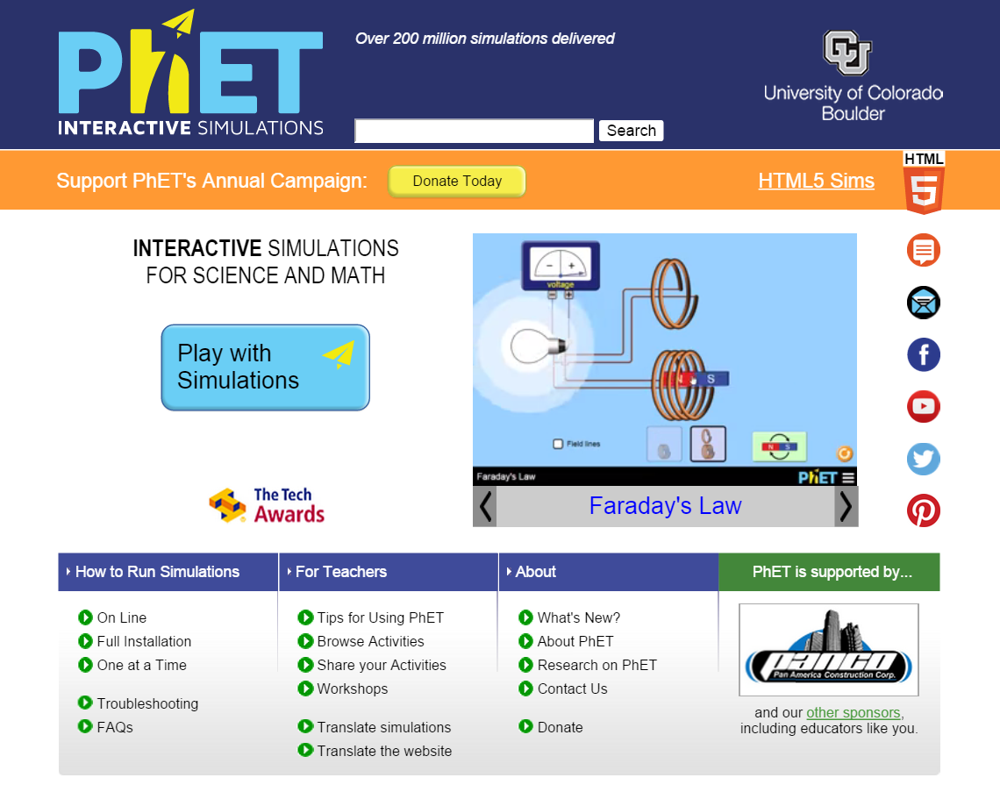 PhET
INTERACTIVE SIMULATIONS
Over 200 million simulations delivered
Search
CU
University of Colorado
Boulder
Support PhET's Annual Campaign:
Donate Today
HTML5 Sims
HTML
5
INTERACTIVE SIMULATIONS
FOR SCIENCE AND MATH
Play with
Simulations
The Tech
Awards
− +
voltage
− +
N S
Field lines
N S
Faraday's Law
PhET
Faraday's Law
f
How to Run Simulations
On Line
Full Installation
One at a Time
Troubleshooting
FAQs
For Teachers
Tips for Using PhET
Browse Activities
Share your Activities
Workshops
Translate simulations
Translate the website
About
What's New?
About PhET
Research on PhET
Contact Us
Donate
PhET is supported by...
panco
Pan America Construction Corp.
and our other sponsors,
including educators like you.